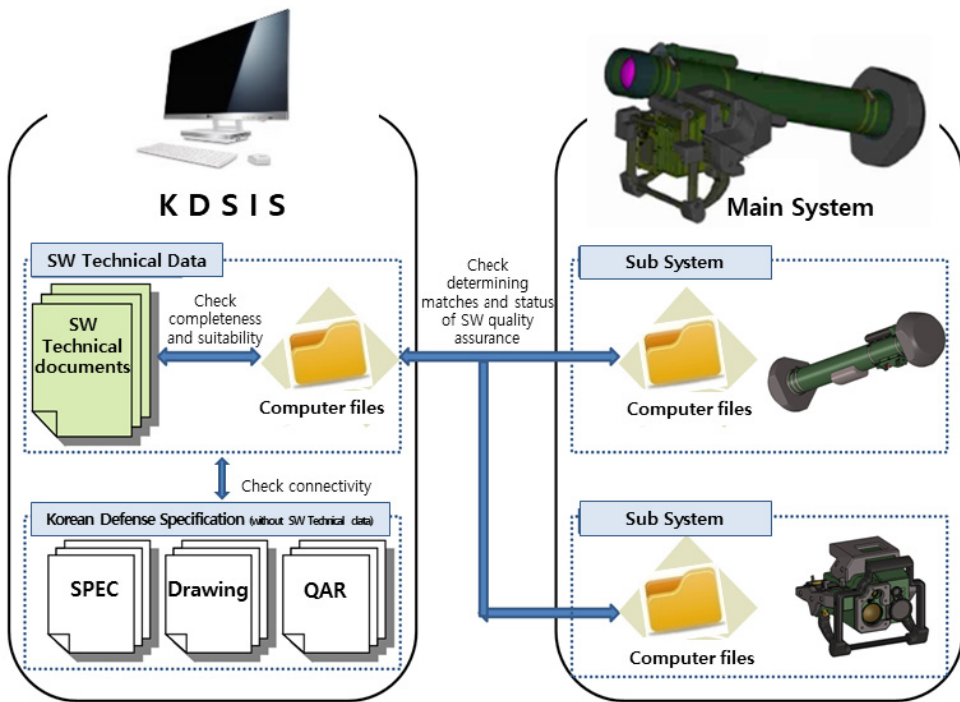 K D S I S
SW Technical Data
SW
Technical
documents
Check
completeness
and suitability
Computer files
Check connectivity
Korean Defense Specification (without SW Technical data)
SPEC
Drawing
QAR
Check
determining
matches and status
of SW quality
assurance
Main System
Sub System
Computer files
Sub System
Computer files